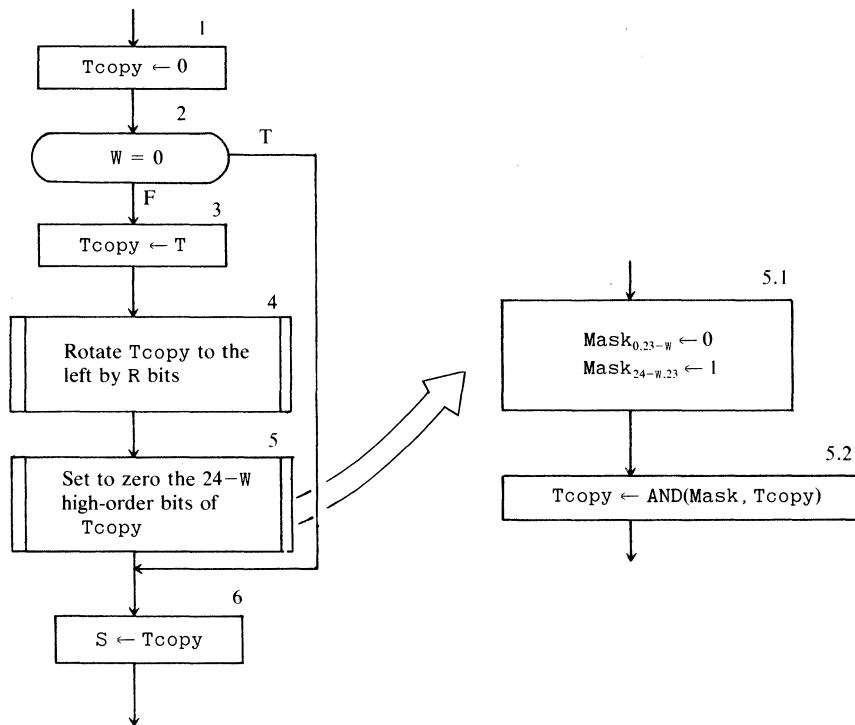 1
Tcopy ← 0
2
W = 0
T
F
3
Tcopy ← T
4
Rotate Tcopy to the
left by R bits
5
Set to zero the 24−W
high-order bits of
Tcopy
6
S ← Tcopy
5.1
Mask0.23−W ← 0
Mask24−W.23 ← 1
5.2
Tcopy ← AND(Mask, Tcopy)